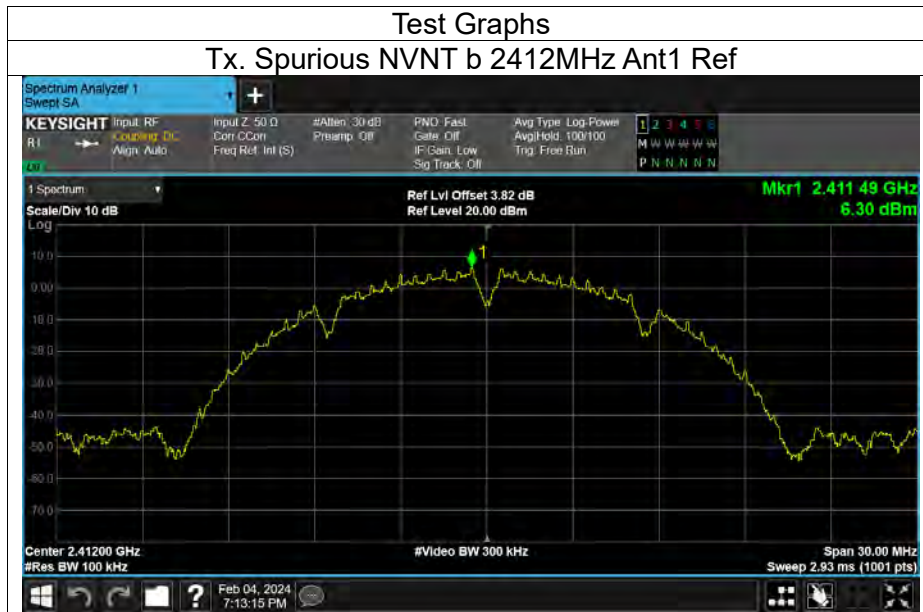 Test Graphs
Tx. Spurious NVNT b 2412MHz Ant1 Ref
Spectrum Analyzer 1
Swept SA
+
KEYSIGHT Input: RF Input Z: 50 Ω #Atten: 30 dB PNO: Fast Avg Type: Log-Power 1 2 3 4 5 6
Coupling: DC Corr CCorr Preamp: Off Gate: Off Avg|Hold: 100/100 M W W W W W
Align: Auto Freq Ref: Int (S) IF Gain: Low Trig: Free Run P N N N N N
Sig Track: Off
1 Spectrum Ref Lvl Offset 3.82 dB Mkr1 2.411 49 GHz
Scale/Div 10 dB Ref Level 20.00 dBm 6.30 dBm
Log
1
10.0
0.00
-10.0
-20.0
-30.0
-40.0
-50.0
-60.0
-70.0
Center 2.41200 GHz #Video BW 300 kHz Span 30.00 MHz
#Res BW 100 kHz Sweep 2.93 ms (1001 pts)
? Feb 04, 2024
7:13:15 PM